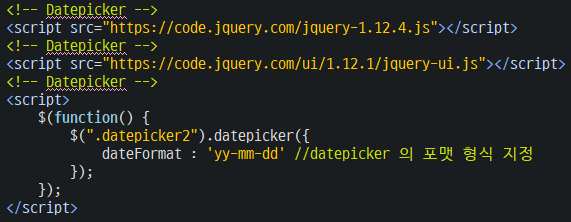 <!-- Datepicker -->
<script src="https://code.jquery.com/jquery-1.12.4.js"></script>
<!-- Datepicker -->
<script src="https://code.jquery.com/ui/1.12.1/jquery-ui.js"></script>
<!-- Datepicker -->
<script>
    $(function() {
        $(".datepicker2").datepicker({
            dateFormat : 'yy-mm-dd' //datepicker 의 포맷 형식 지정
        });
    });
</script>